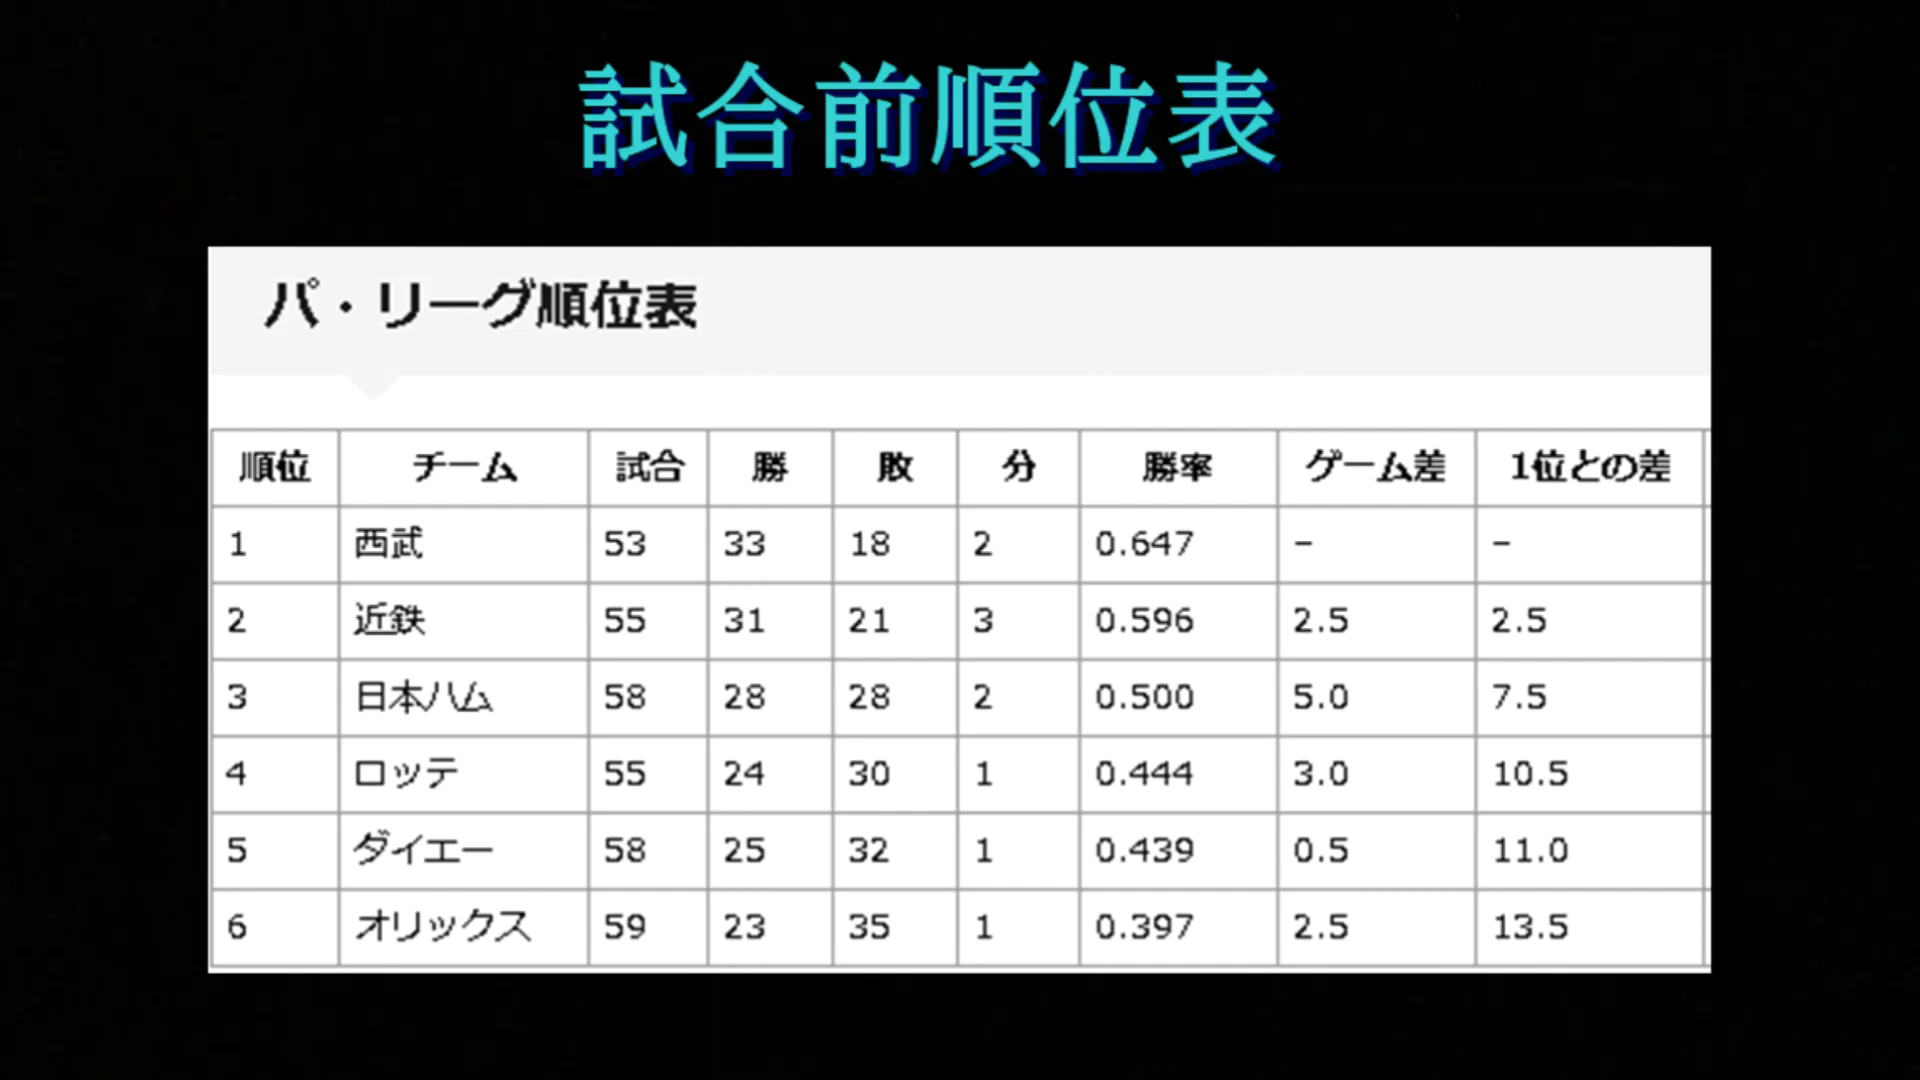 試合前順位表
パ・リーグ順位表
順位 チーム 試合 勝 敗 分 勝率 ゲーム差 1位との差
1 西武 53 33 18 2 0.647 − −
2 近鉄 55 31 21 3 0.596 2.5 2.5
3 日本ハム 58 28 28 2 0.500 5.0 7.5
4 ロッテ 55 24 30 1 0.444 3.0 10.5
5 ダイエー 58 25 32 1 0.439 0.5 11.0
6 オリックス 59 23 35 1 0.397 2.5 13.5